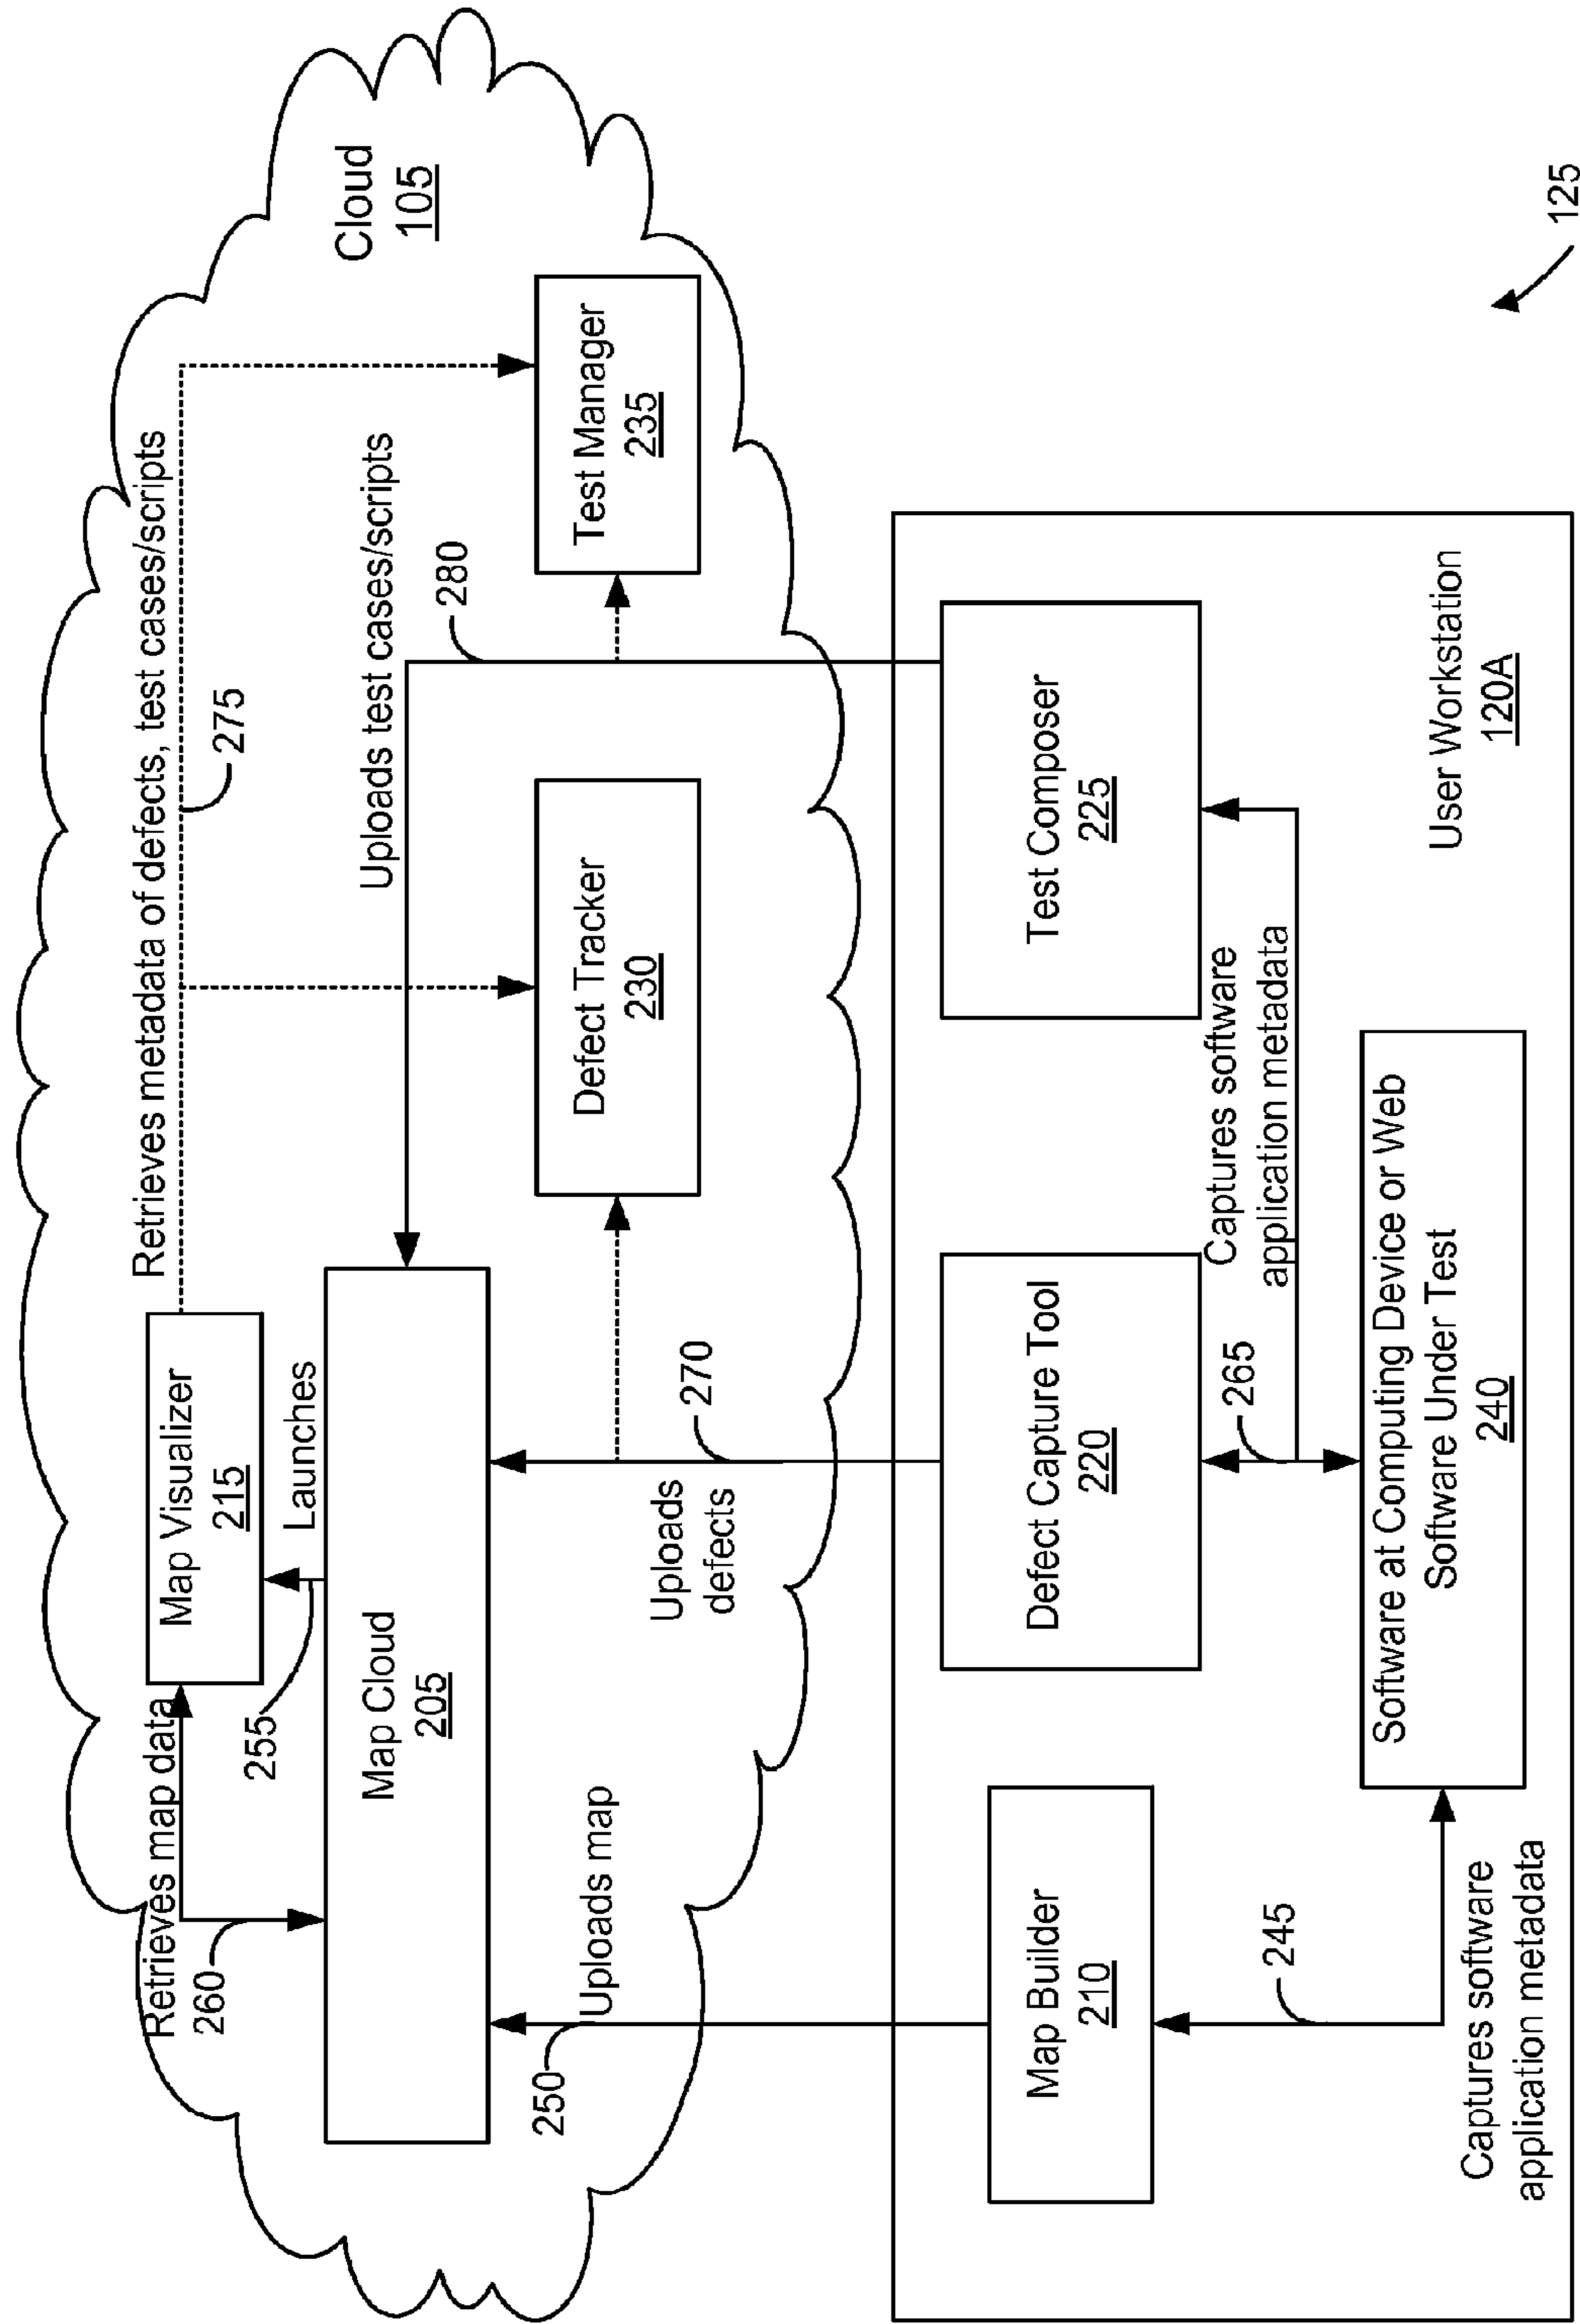 Cloud
105
Retrieves metadata of defects, test cases/scripts
275
Map Visualizer
215
Retrieves map data
260
255
Launches
Uploads test cases/scripts
280
Map Cloud
205
Defect Tracker
230
Test Manager
235
250
Uploads map
Uploads
defects
270
Map Builder
210
Defect Capture Tool
220
Test Composer
225
245
Captures software
application metadata
265
Captures software
application metadata
Software at Computing Device or Web
Software Under Test
240
User Workstation
120A
125